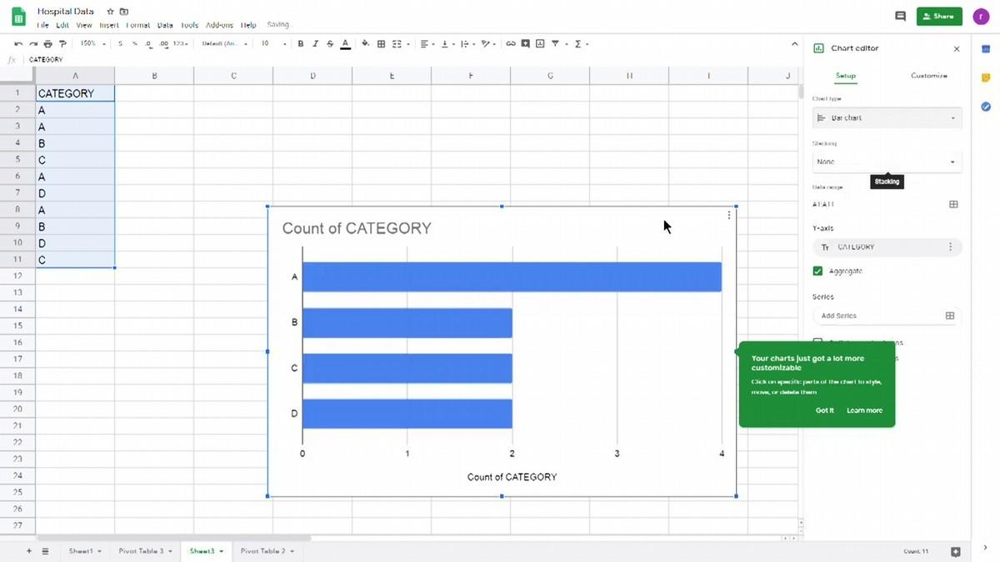 Hospital Data
File Edit View Insert Format Data Tools Add-ons Help Saving
Share
r
150% $ % .0 .00 123 Default (Ari... 10 B I S A
fx CATEGORY
A B C D E F G H I J
1 CATEGORY
2 A
3 A
4 B
5 C
6 A
7 D
8 A
9 B
10 D
11 C
12
13
14
15
16
17
18
19
20
21
22
23
24
25
26
27
Count of CATEGORY
A
B
C
D
0 1 2 3 4
Count of CATEGORY
Chart editor
Setup Customize
Chart type
Bar chart
Stacking
None
Stacking
Data range
A1:A11
Y-axis
Tr CATEGORY
Aggregate
Series
Add Series
Your charts just got a lot more
customizable
Click on specific parts of the chart to style,
move, or delete them
Got it Learn more
Sheet1 Pivot Table 3 Sheet3 Pivot Table 2
Count: 11